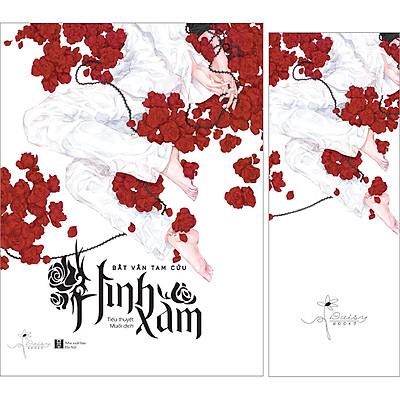 BẤT VẤN TAM CỬU
Hình Xăm
Tiểu thuyết
Muối dịch
Daisy
BOOKS
Nhà xuất bản
Hà Nội
Daisy
BOOKS